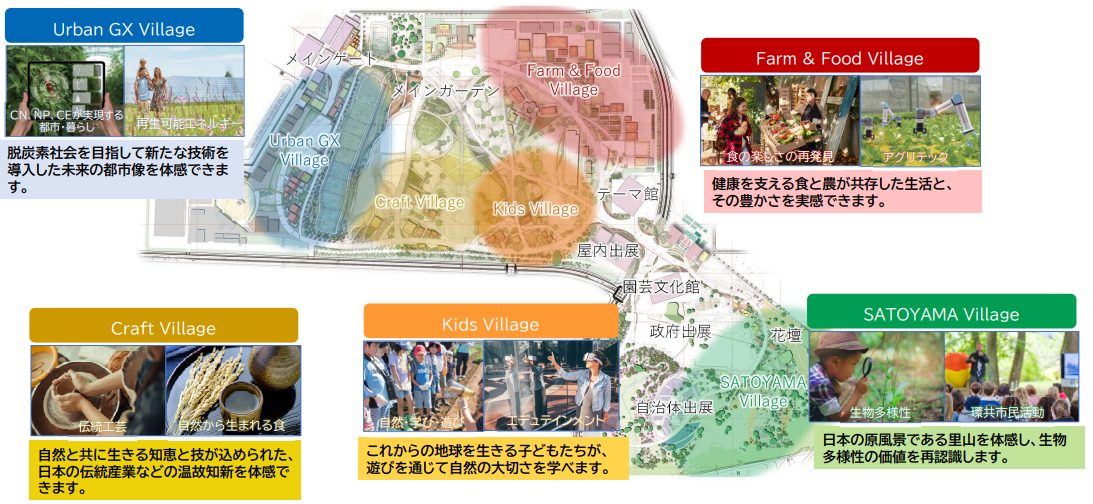 Urban GX Village
CN、NP、CEが実現する
都市・暮らし
再生可能エネルギー
脱炭素社会を目指して新たな技術を
導入した未来の都市像を体感できま
す。
メインゲート
メインガーデン
Farm & Food
Village
Urban GX
Village
Craft Village
Kids Village
テーマ館
屋内出展
園芸文化館
政府出展
花壇
SATOYAMA
Village
自治体出展
Farm & Food Village
食の楽しさの再発見
アグリテック
健康を支える食と農が共存した生活と、
その豊かさを実感できます。
Craft Village
伝統工芸
自然から生まれる食
自然と共に生きる知恵と技が込められた、
日本の伝統産業などの温故知新を体感で
きます。
Kids Village
自然・学び・遊び
エデュテインメント
これからの地球を生きる子どもたちが、
遊びを通じて自然の大切さを学べます。
SATOYAMA Village
生物多様性
環共市民活動
日本の原風景である里山を体感し、生物
多様性の価値を再認識します。